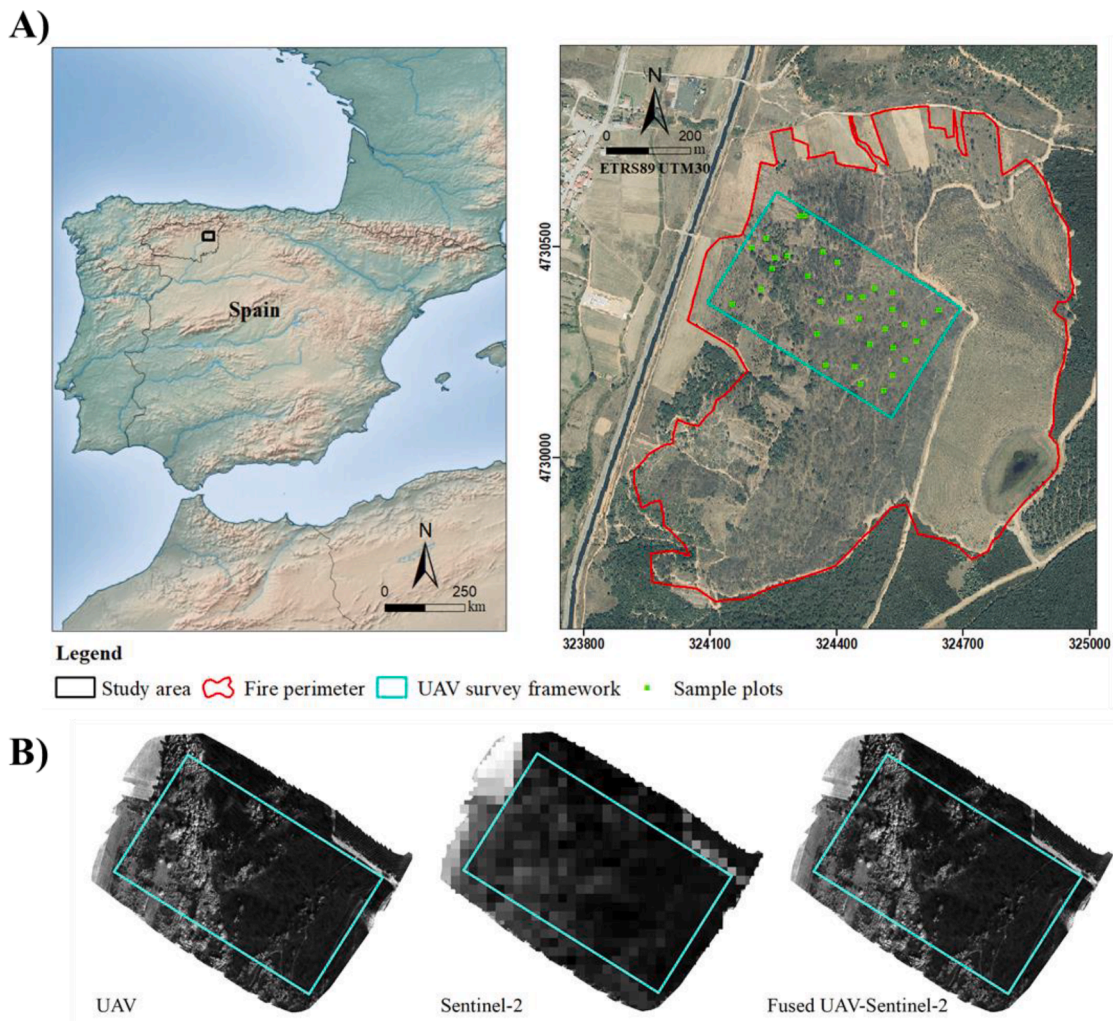 A)
Spain
N
0 250
km
N
0 200
m
ETRS89 UTM30
4730500
4730000
323800 324100 324400 324700 325000
Legend
Study area Fire perimeter UAV survey framework Sample plots
B)
UAV Sentinel-2 Fused UAV-Sentinel-2